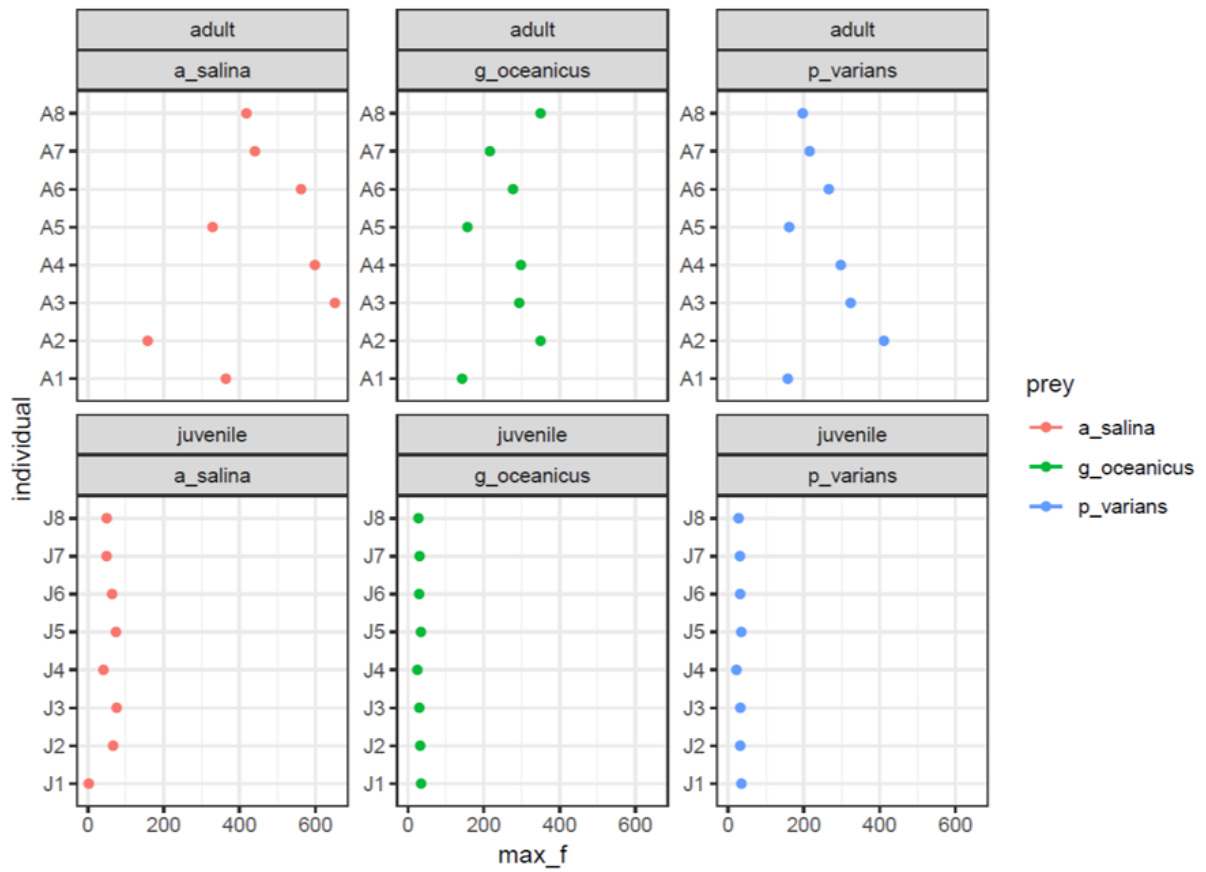 adult adult adult
a_salina g_oceanicus p_varians
A8 A8 A8
A7 A7 A7
A6 A6 A6
A5 A5 A5
A4 A4 A4
A3 A3 A3
A2 A2 A2
A1 A1 A1
individual
juvenile juvenile juvenile
a_salina g_oceanicus p_varians
J8 J8 J8
J7 J7 J7
J6 J6 J6
J5 J5 J5
J4 J4 J4
J3 J3 J3
J2 J2 J2
J1 J1 J1
0 200 400 600 0 200 400 600 0 200 400 600
max_f
prey
a_salina
g_oceanicus
p_varians